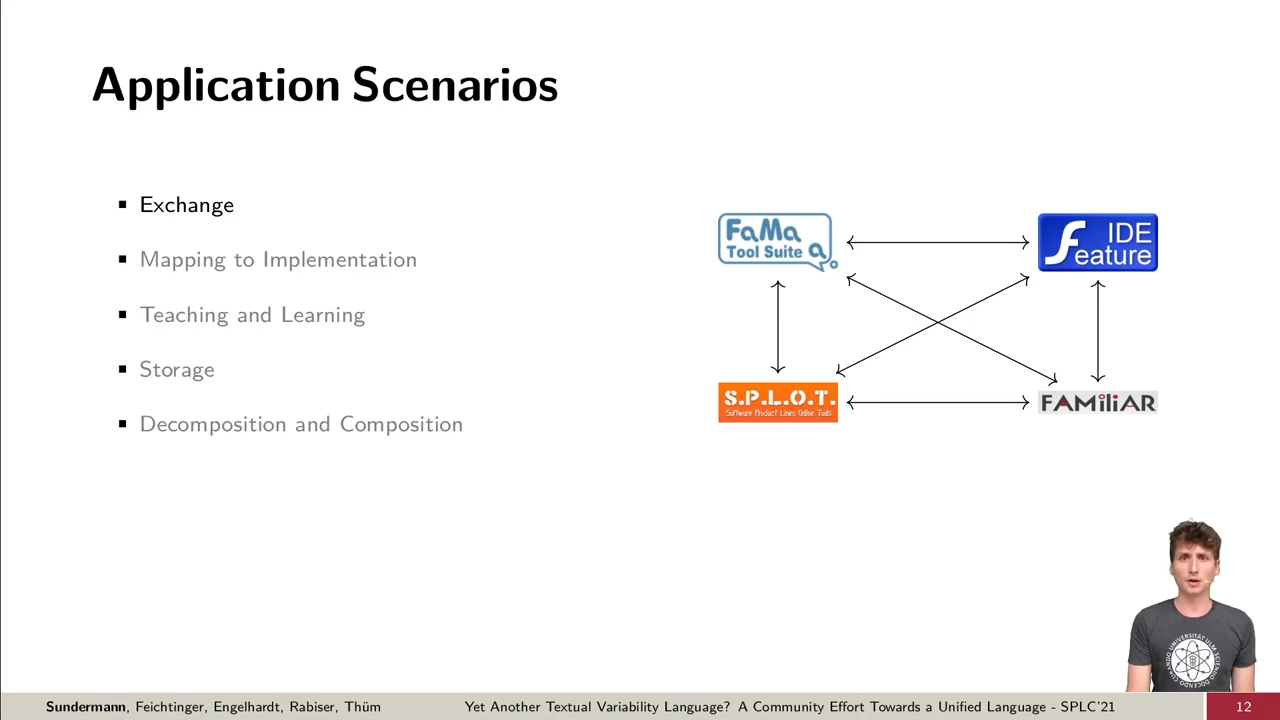 Application Scenarios
Exchange
Mapping to Implementation
Teaching and Learning
Storage
Decomposition and Composition
FaMa
Tool Suite
IDE
Feature
S.P.L.O.T.
Software Product Lines Online Tools
FAMiliAR
Sundermann, Feichtinger, Engelhardt, Rabiser, Thüm
Yet Another Textual Variability Language? A Community Effort Towards a Unified Language - SPLC'21
12